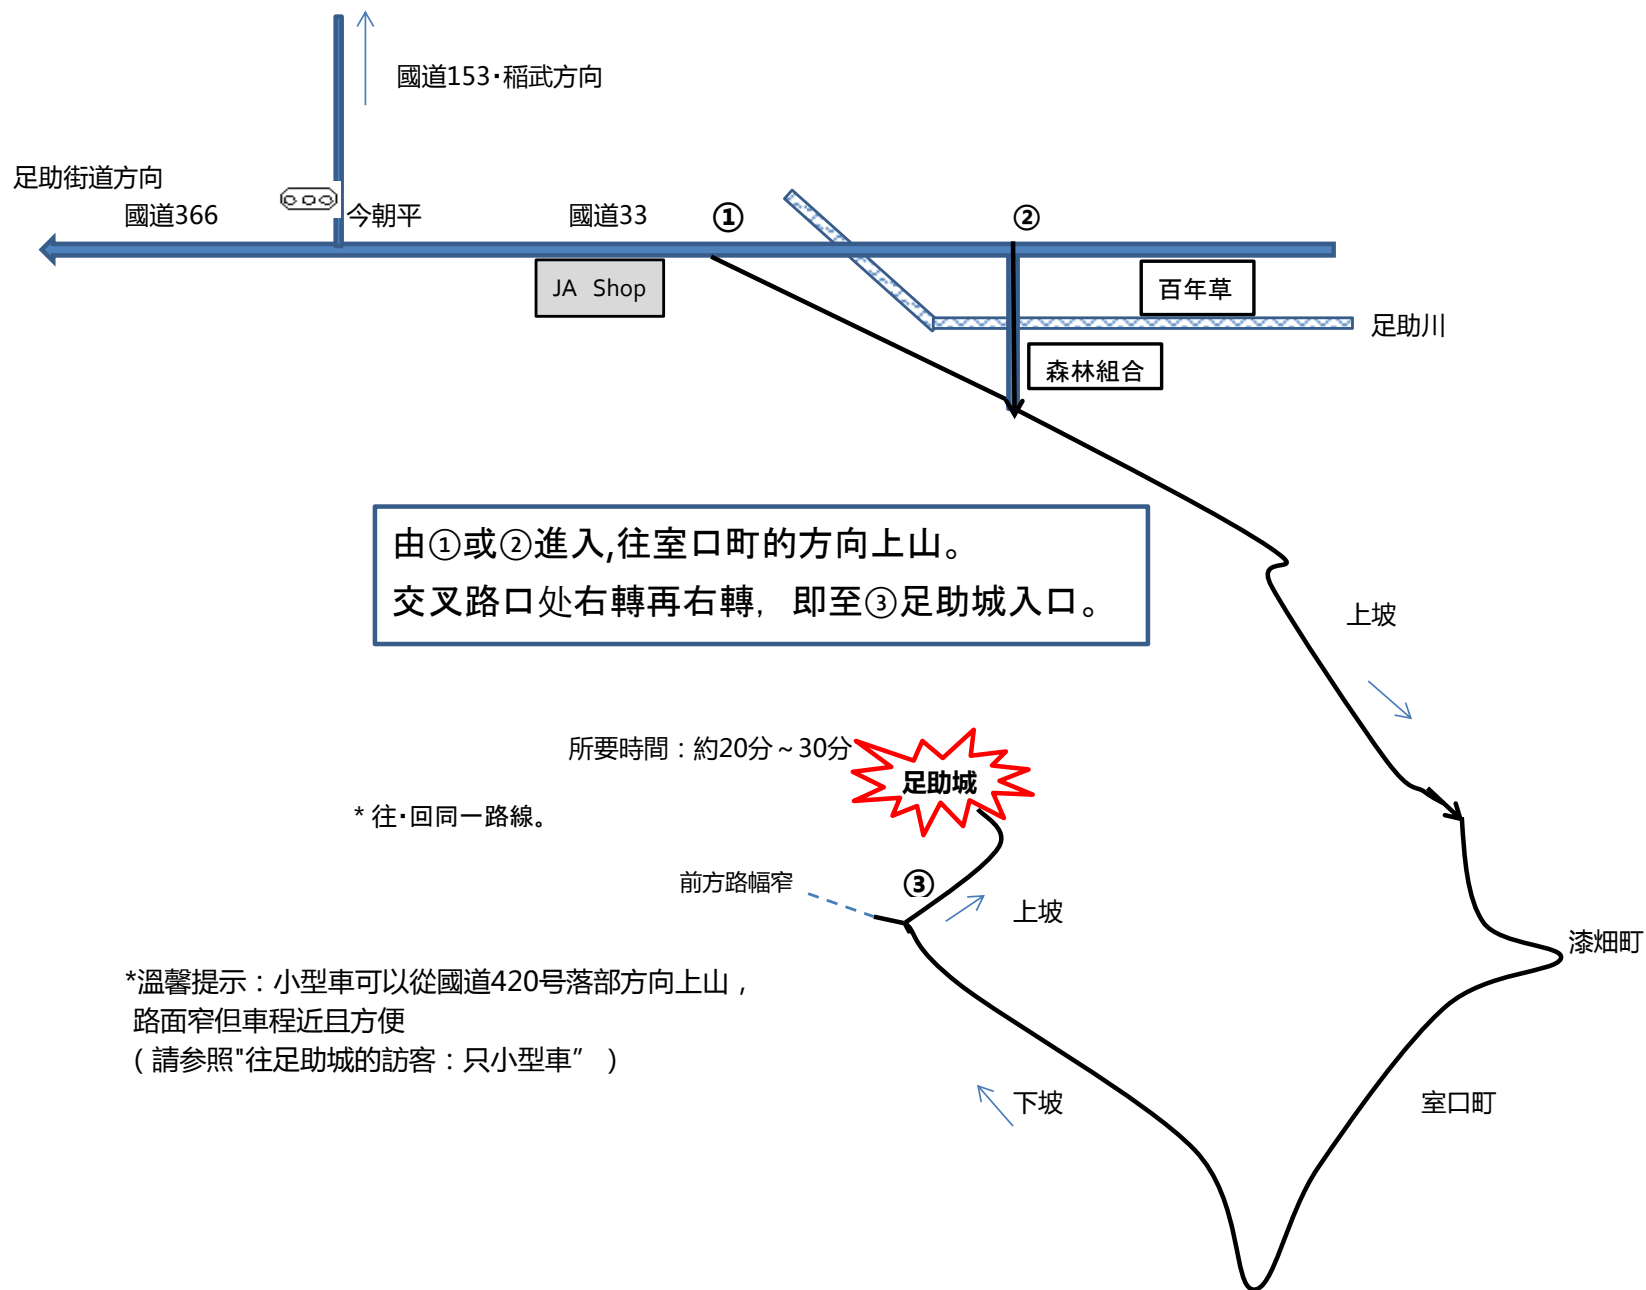 國道153・稲武方向
足助街道方向
國道366
今朝平
國道33
①
②
JA Shop
百年草
足助川
森林組合
由①或②進入,往室口町的方向上山。
交叉路口处右轉再右轉, 即至③足助城入口。
上坡
所要時間：約20分～30分
足助城
* 往・回同一路線。
前方路幅窄
③
上坡
漆畑町
*溫馨提示：小型車可以從國道420号落部方向上山，
路面窄但車程近且方便
（請参照"往足助城的訪客：只小型車”）
下坡
室口町